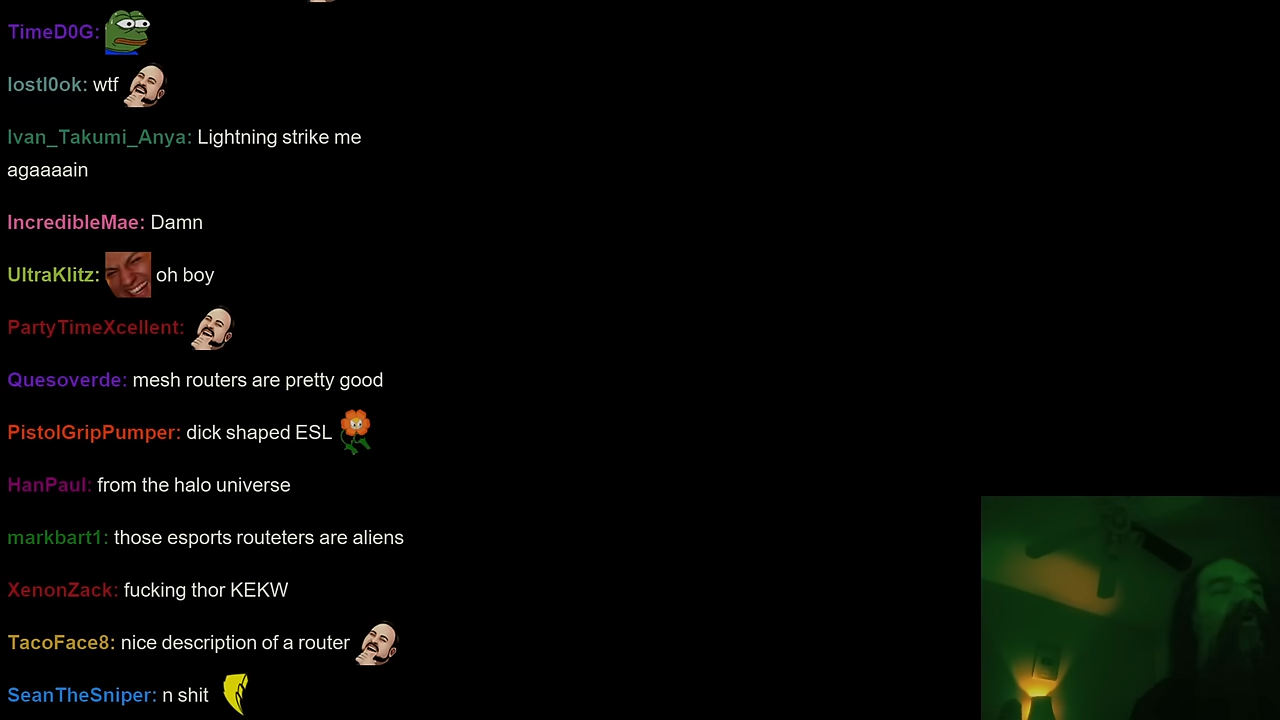 TimeD0G:
lostl0ok: wtf
Ivan_Takumi_Anya: Lightning strike me
agaaaain
IncredibleMae: Damn
UltraKlitz: oh boy
PartyTimeXcellent:
Quesoverde: mesh routers are pretty good
PistolGripPumper: dick shaped ESL
HanPaul: from the halo universe
markbart1: those esports routeters are aliens
XenonZack: fucking thor KEKW
TacoFace8: nice description of a router
SeanTheSniper: n shit